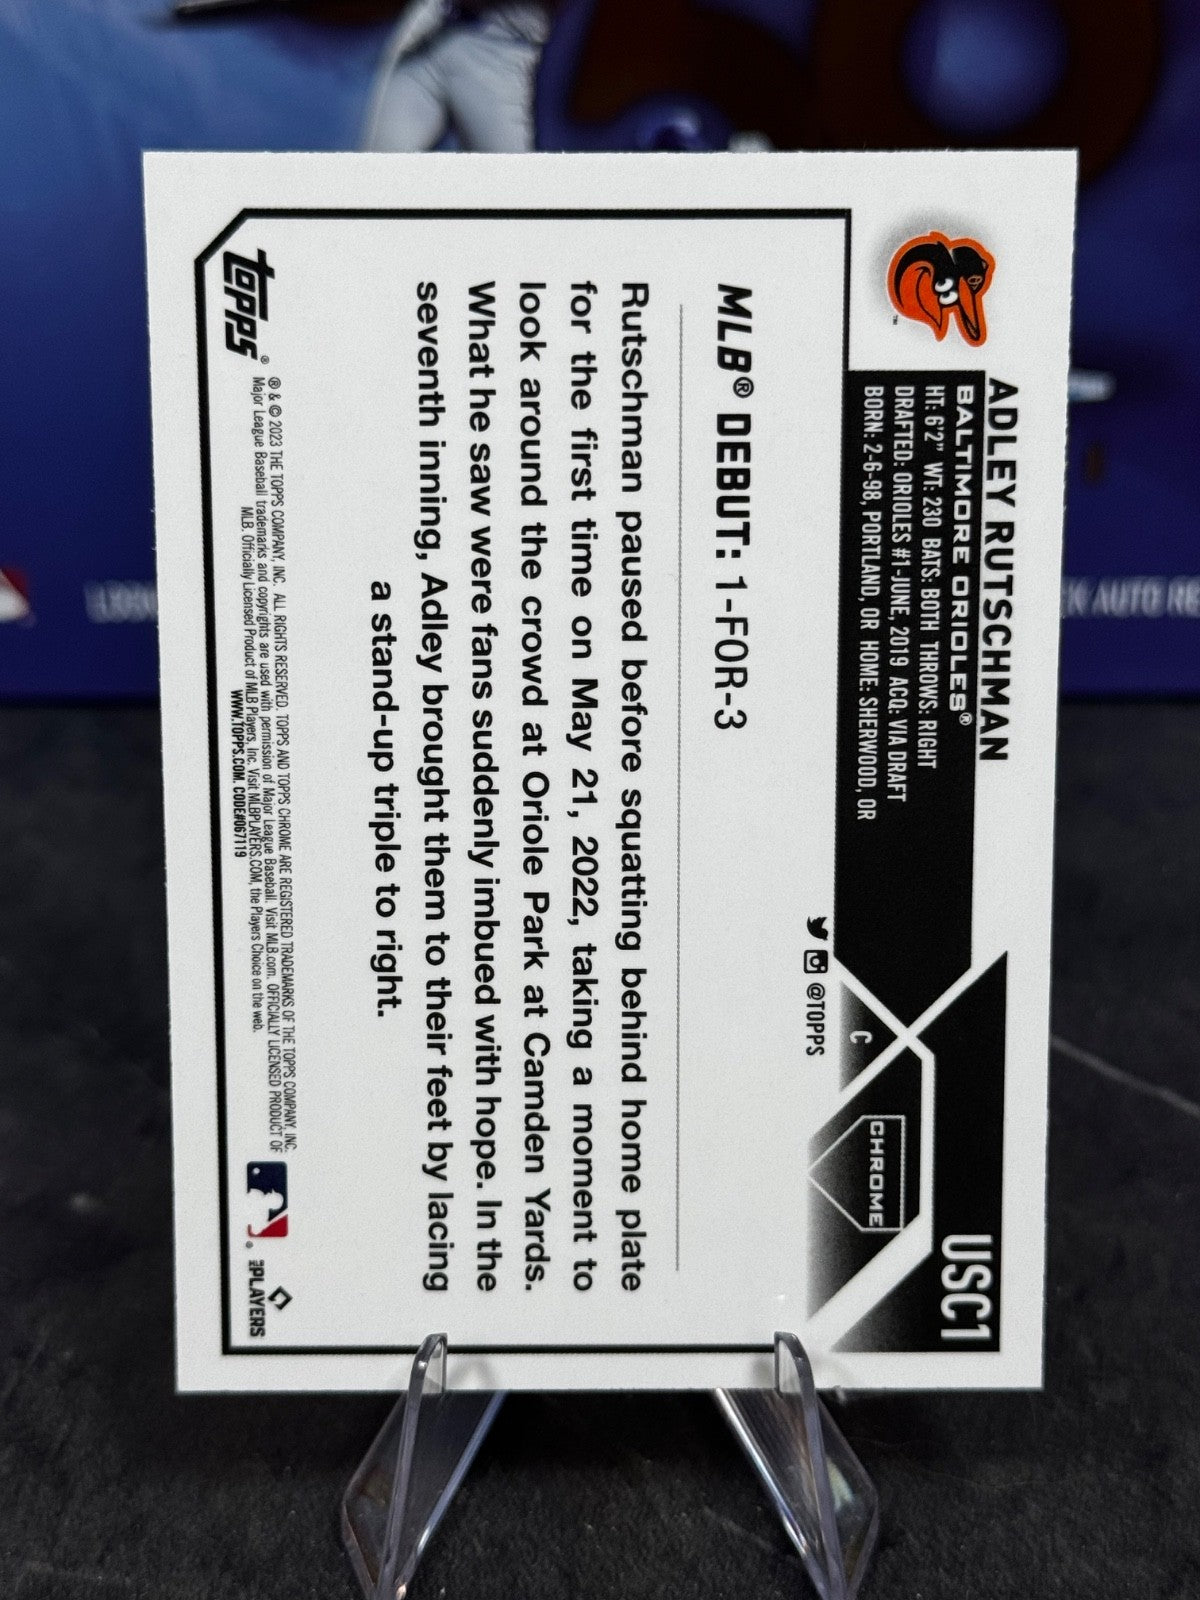 ADLEY RUTSCHMAN
BALTIMORE ORIOLES®
HT: 6'2" WT: 230 BATS: BOTH THROWS: RIGHT
DRAFTED: ORIOLES #1-JUNE, 2019 ACQ: VIA DRAFT
BORN: 2-6-98, PORTLAND, OR HOME: SHERWOOD, OR
USC1
CHROME
C
@TOPPS
MLB® DEBUT: 1-FOR-3
Rutschman paused before squatting behind home plate
for the first time on May 21, 2022, taking a moment to
look around the crowd at Oriole Park at Camden Yards.
What he saw were fans suddenly imbued with hope. In the
seventh inning, Adley brought them to their feet by lacing
a stand-up triple to right.
topps®
® & © 2023 THE TOPPS COMPANY, INC. ALL RIGHTS RESERVED. TOPPS AND TOPPS CHROME ARE REGISTERED TRADEMARKS OF THE TOPPS COMPANY, INC.
Major League Baseball trademarks and copyrights are used with permission of Major League Baseball. Visit MLB.com. OFFICIALLY LICENSED PRODUCT OF
MLB. Officially Licensed Product of MLB Players, Inc. Visit MLBPLAYERS.COM, the Players Choice on the web.
WWW.TOPPS.COM. CODE#067119
PLAYERS
AUTO